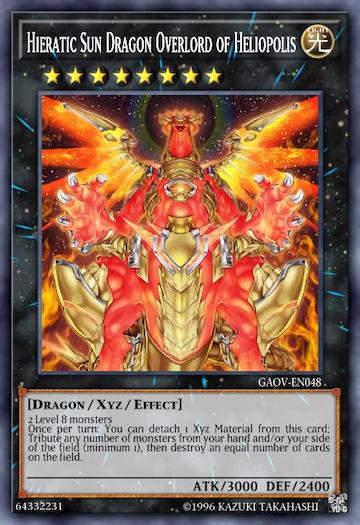 Hieratic Sun Dragon Overlord of Heliopolis
LIGHT
光
GAOV-EN048
[Dragon/Xyz/Effect]
2 Level 8 monsters
Once per turn: You can detach 1 Xyz Material from this card;
Tribute any number of monsters from your hand and/or your side
of the field (minimum 1), then destroy an equal number of cards
on the field.
ATK/3000 DEF/2400
64332231
©1996 KAZUKI TAKAHASHI